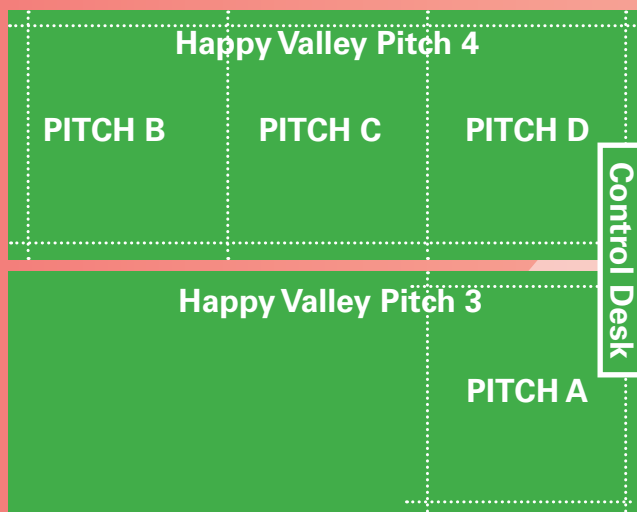 Happy Valley Pitch 4
PITCH B
PITCH C
PITCH D
Control Desk
Happy Valley Pitch 3
PITCH A